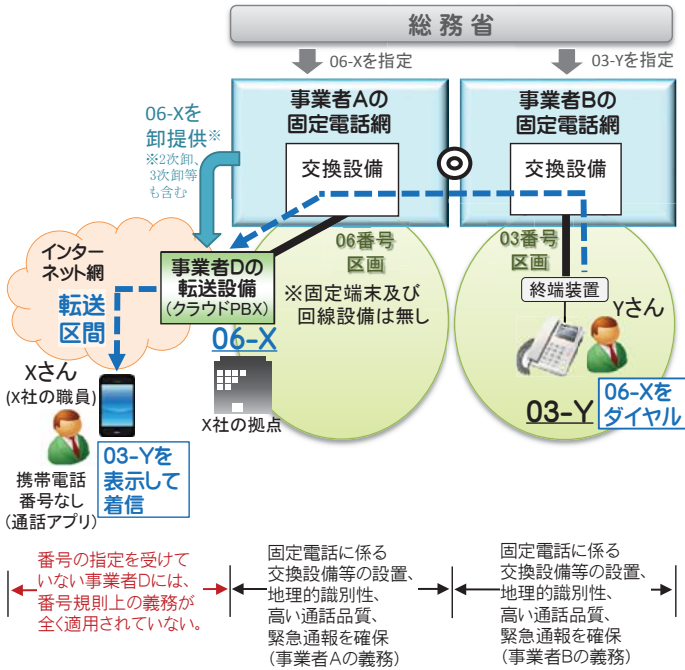 総務省
06-Xを指定
03-Yを指定
事業者Aの
固定電話網
交換設備
事業者Bの
固定電話網
交換設備
06-Xを
卸提供※
※2次卸、
3次卸等
も含む
インター
ネット網
転送
区間
事業者Dの
転送設備
(クラウドPBX)
06-X
X社の拠点
06番号
区画
※固定端末及び
回線設備は無し
03番号
区画
終端装置
Yさん
03-Y
06-Xを
ダイヤル
Xさん
(X社の職員)
携帯電話
番号なし
(通話アプリ)
03-Yを
表示して
着信
番号の指定を受けて
いない事業者Dには、
番号規則上の義務が
全く適用されていない。
固定電話に係る
交換設備等の設置、
地理的識別性、
高い通話品質、
緊急通報を確保
(事業者Aの義務)
固定電話に係る
交換設備等の設置、
地理的識別性、
高い通話品質、
緊急通報を確保
(事業者Bの義務)